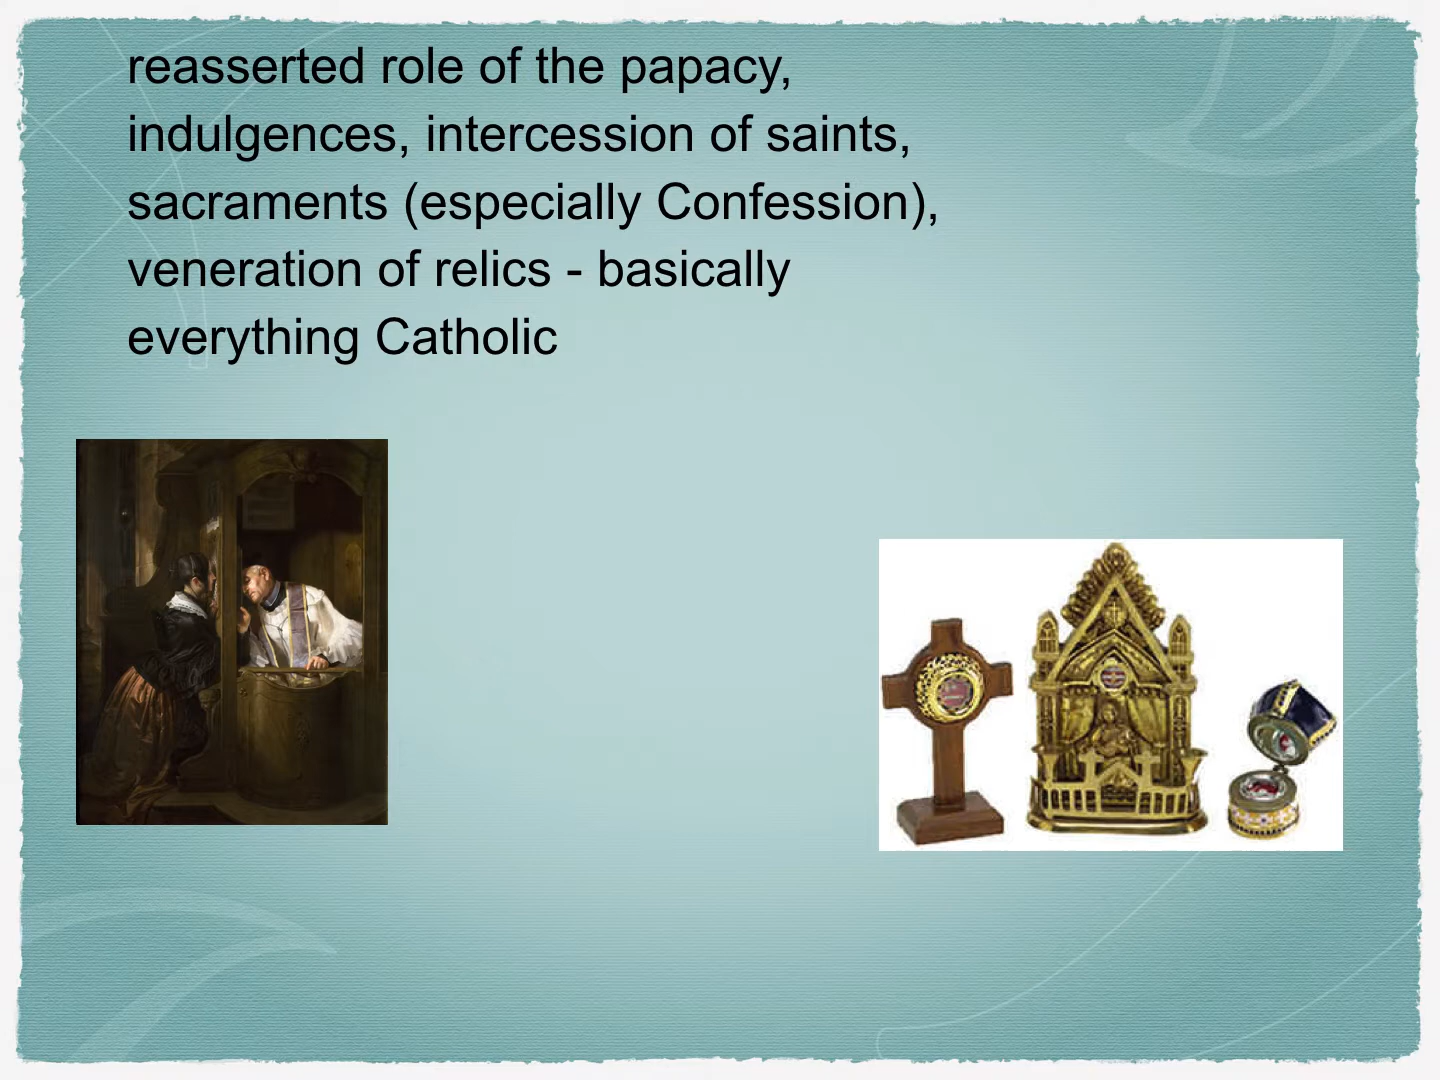 reasserted role of the papacy,
indulgences, intercession of saints,
sacraments (especially Confession),
veneration of relics - basically
everything Catholic